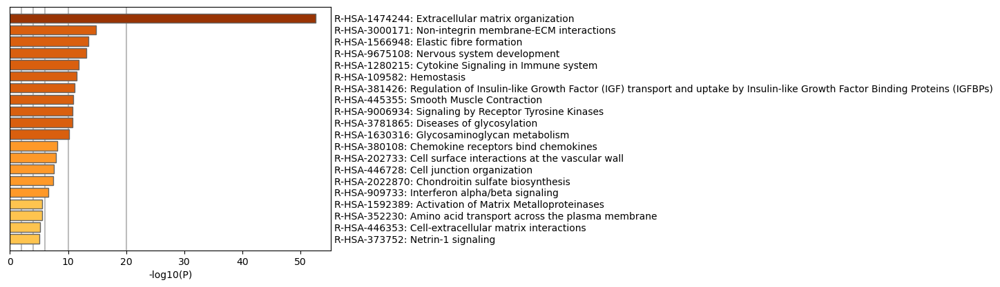 R-HSA-1474244: Extracellular matrix organization
R-HSA-3000171: Non-integrin membrane-ECM interactions
R-HSA-1566948: Elastic fibre formation
R-HSA-9675108: Nervous system development
R-HSA-1280215: Cytokine Signaling in Immune system
R-HSA-109582: Hemostasis
R-HSA-381426: Regulation of Insulin-like Growth Factor (IGF) transport and uptake by Insulin-like Growth Factor Binding Proteins (IGFBPs)
R-HSA-445355: Smooth Muscle Contraction
R-HSA-9006934: Signaling by Receptor Tyrosine Kinases
R-HSA-3781865: Diseases of glycosylation
R-HSA-1630316: Glycosaminoglycan metabolism
R-HSA-380108: Chemokine receptors bind chemokines
R-HSA-202733: Cell surface interactions at the vascular wall
R-HSA-446728: Cell junction organization
R-HSA-2022870: Chondroitin sulfate biosynthesis
R-HSA-909733: Interferon alpha/beta signaling
R-HSA-1592389: Activation of Matrix Metalloproteinases
R-HSA-352230: Amino acid transport across the plasma membrane
R-HSA-446353: Cell-extracellular matrix interactions
R-HSA-373752: Netrin-1 signaling
0 10 20 30 40 50
-log10(P)